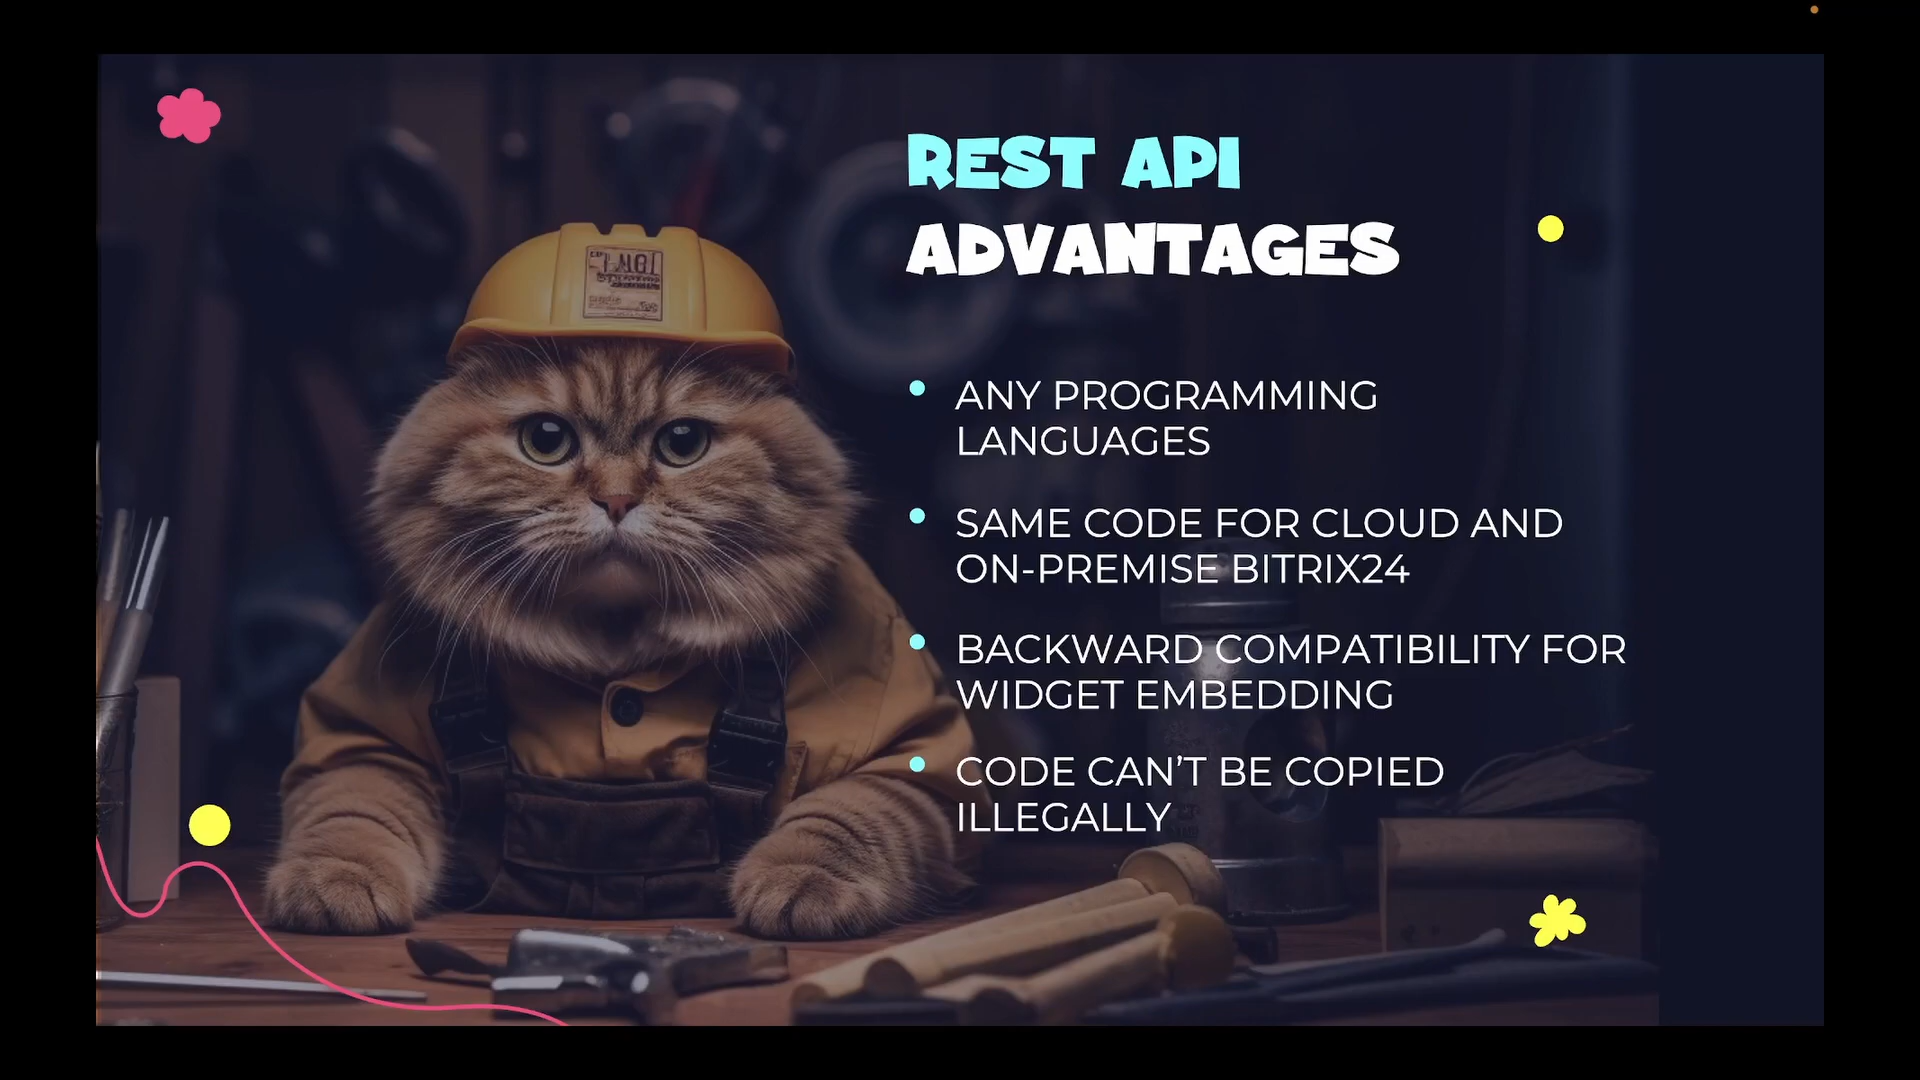 REST API
ADVANTAGES
ANY PROGRAMMING
LANGUAGES
SAME CODE FOR CLOUD AND
ON-PREMISE BITRIX24
BACKWARD COMPATIBILITY FOR
WIDGET EMBEDDING
CODE CAN’T BE COPIED
ILLEGALLY